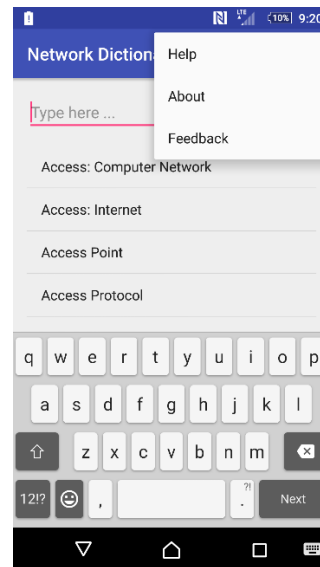 LTE 10% 9:20
Network Diction
Help
About
Feedback
Type here ...
Access: Computer Network
Access: Internet
Access Point
Access Protocol
q w e r t y u i o p
a s d f g h j k l
z x c v b n m
12!? , ?! . Next